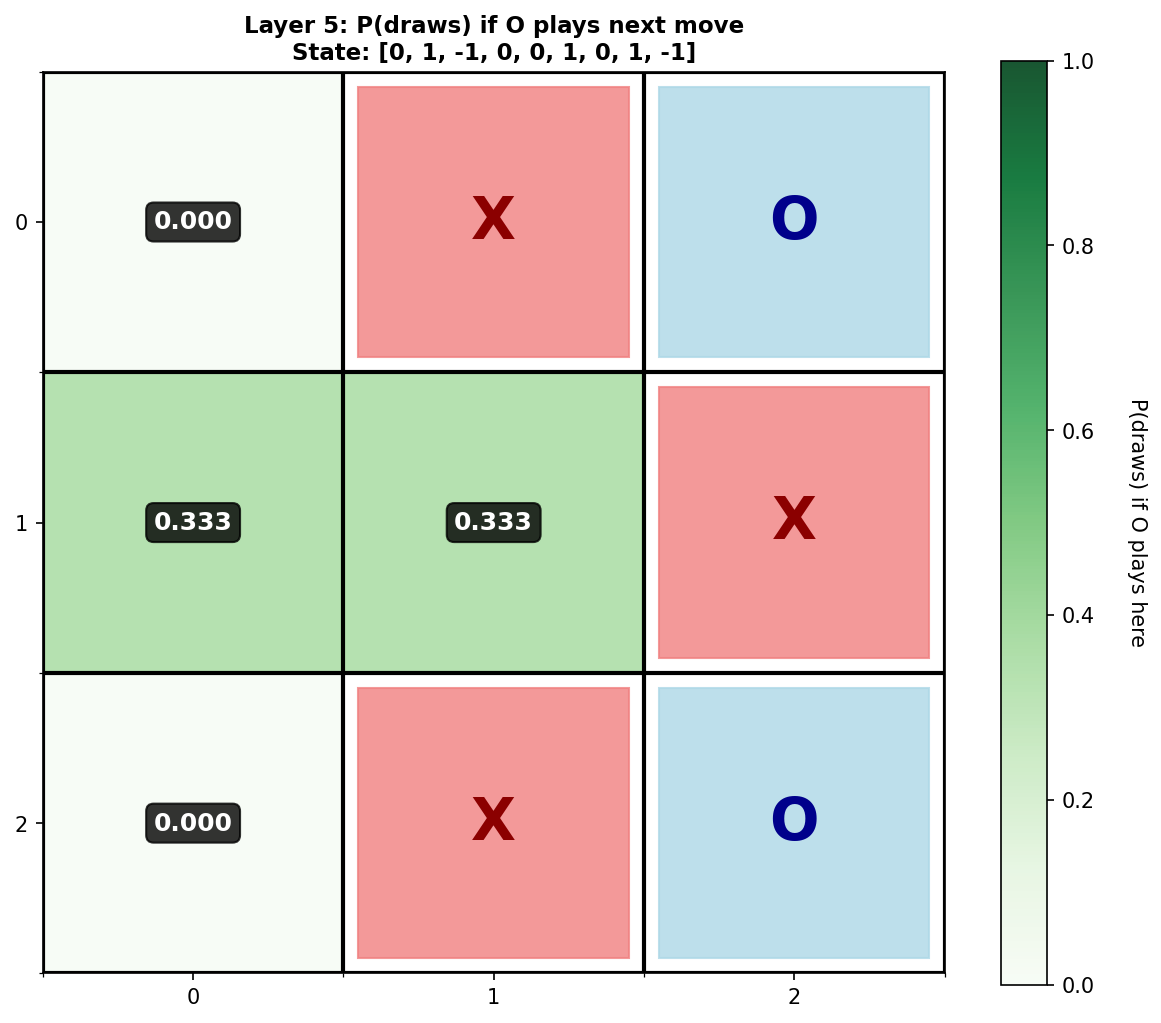 Layer 5: P(draws) if O plays next move
State: [0, 1, -1, 0, 0, 1, 0, 1, -1]
0.000 X O
0.333 0.333 X
0.000 X O
0
1
2
0 1 2
1.0
0.8
0.6
0.4
0.2
0.0
P(draws) if O plays here